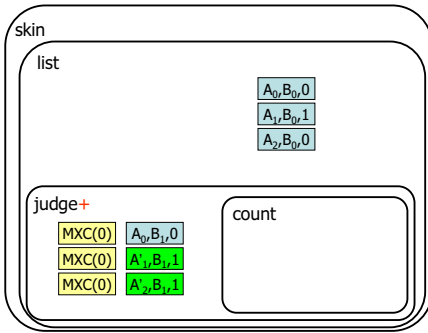 skin
list
A₀,B₀,0
A₁,B₀,1
A₂,B₀,0
judge+
count
MXC(0) A₀,B₁,0
MXC(0) A'₁,B₁,1
MXC(0) A'₂,B₁,1